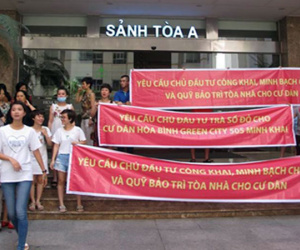 SẢNH TÒA A
YÊU CẦU CHỦ ĐẦU TƯ CÔNG KHAI, MINH BẠCH
VÀ QUỸ BẢO TRÌ TÒA NHÀ CHO CƯ DÂN
YÊU CẦU CHỦ ĐẦU TƯ TRẢ SỔ ĐỎ CHO
CƯ DÂN HÒA BÌNH GREEN CITY 505 MINH KHAI
YÊU CẦU CHỦ ĐẦU TƯ CÔNG KHAI, MINH BẠCH CH
VÀ QUỸ BẢO TRÌ TÒA NHÀ CHO CƯ DÂN